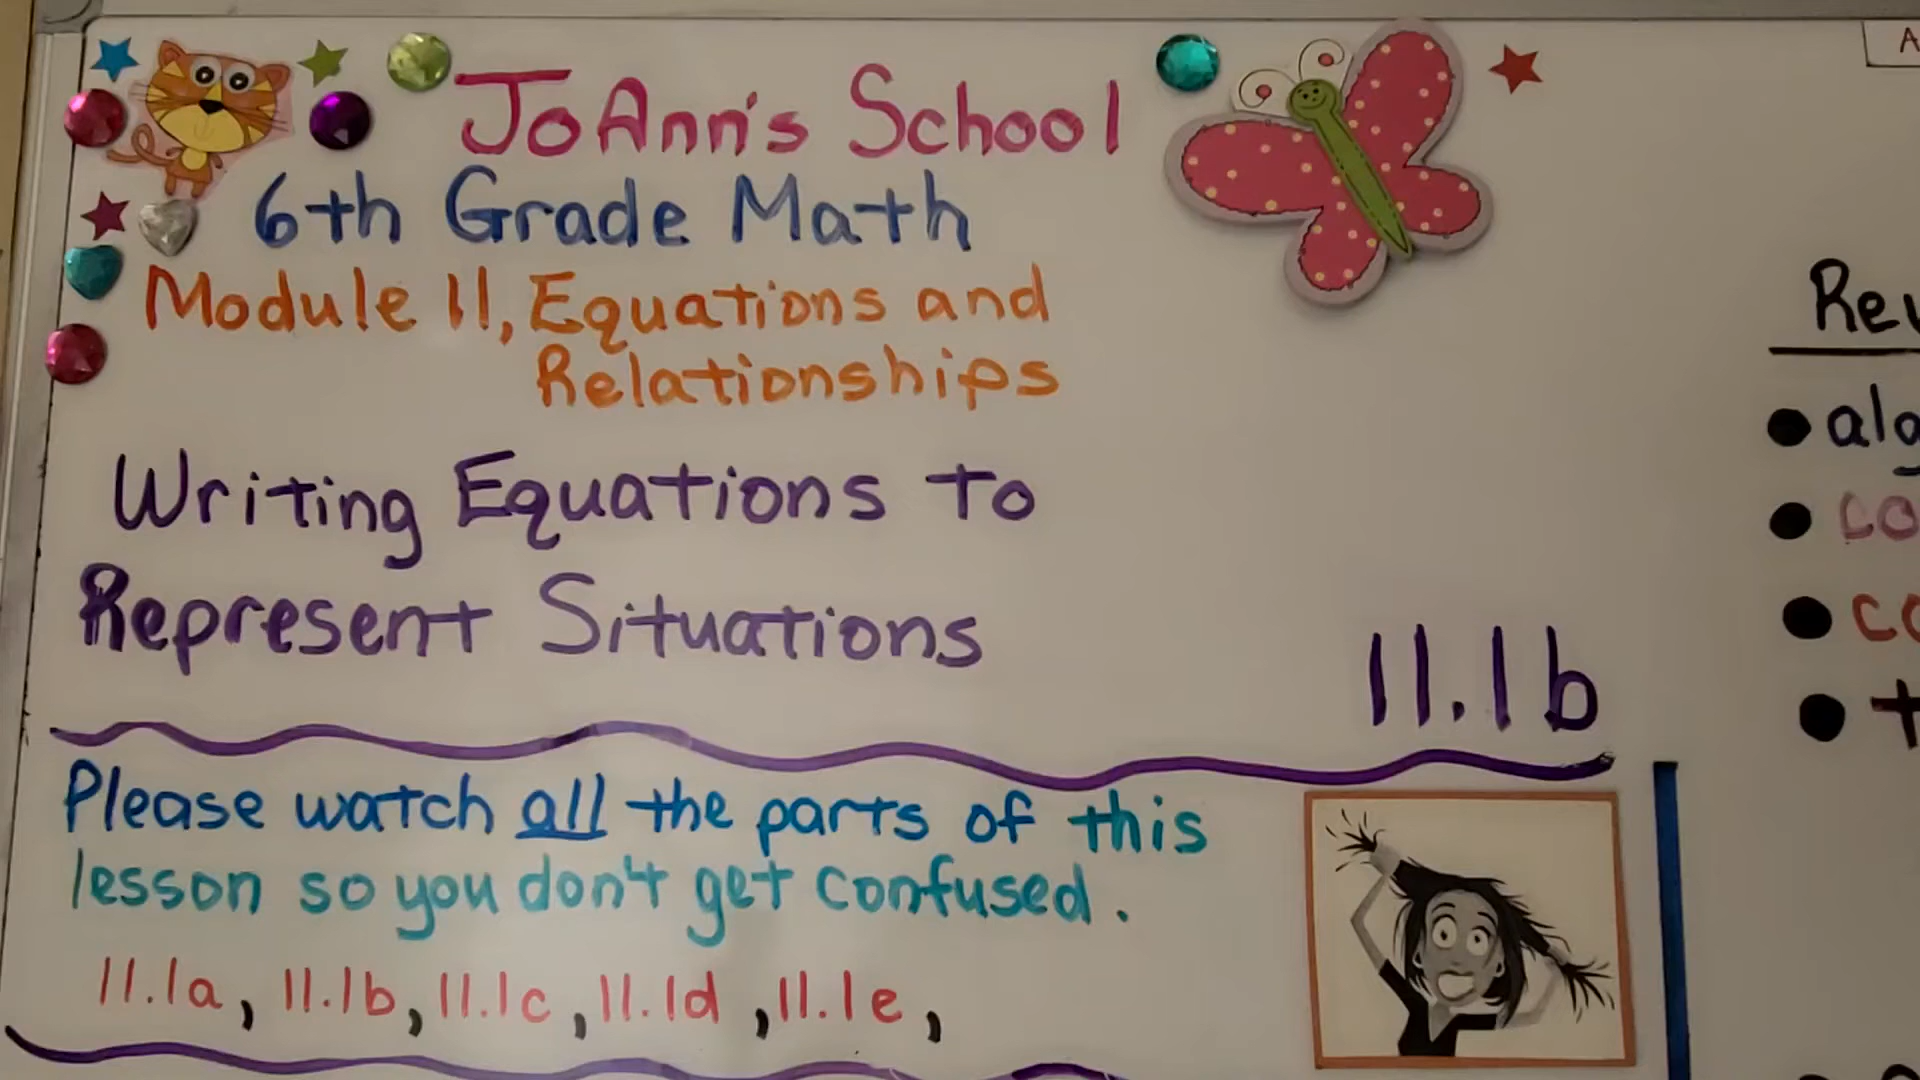 JoAnn's School
6th Grade Math
Module 11, Equations and
Relationships
Writing Equations to
Represent Situations
11.1b
Please watch all the parts of this
lesson so you don't get confused.
11.1a, 11.1b, 11.1c, 11.1d, 11.1e,